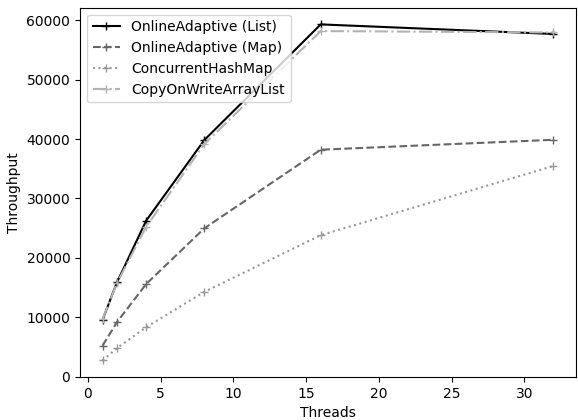 60000
50000
40000
30000
20000
10000
0
Throughput
OnlineAdaptive (List)
OnlineAdaptive (Map)
ConcurrentHashMap
CopyOnWriteArrayList
0 5 10 15 20 25 30
Threads